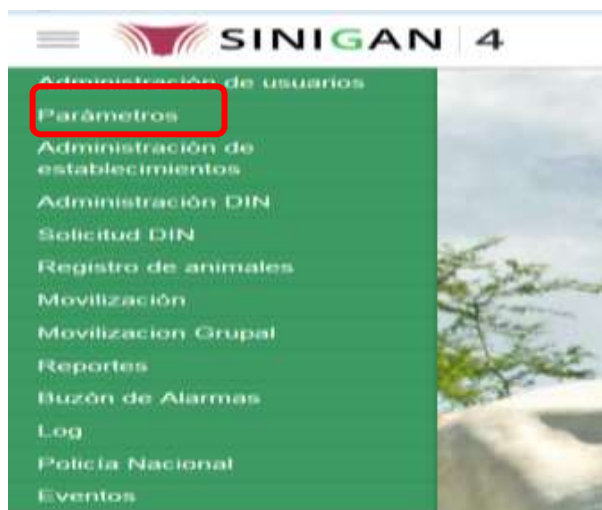 SINIGAN 4
Administración de usuarios
Parámetros
Administración de
establecimientos
Administración DIN
Solicitud DIN
Registro de animales
Movilización
Movilizacion Grupal
Reportes
Buzón de Alarmas
Log
Policía Nacional
Eventos